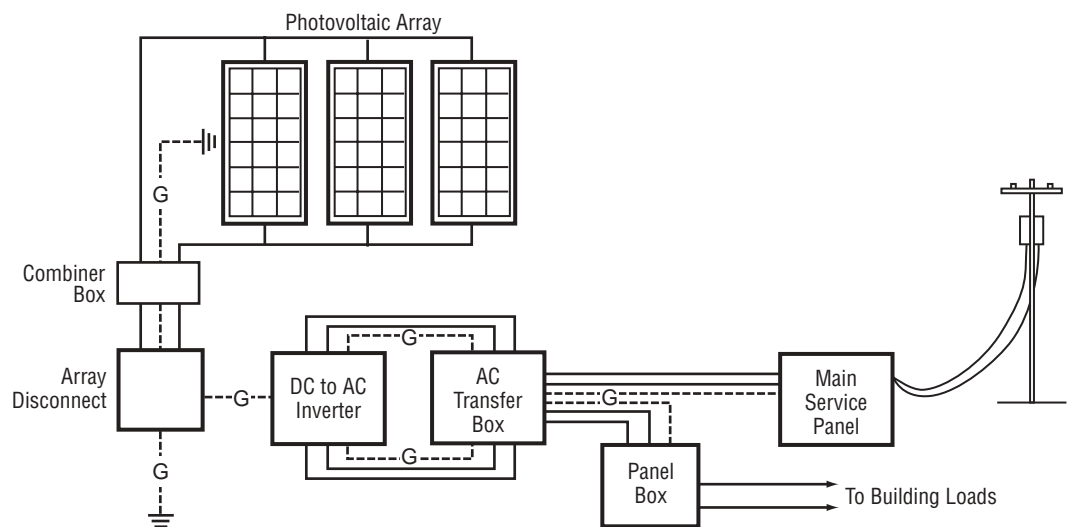 Photovoltaic Array
G
Combiner
Box
Array
Disconnect
G
DC to AC
Inverter
G
G
AC
Transfer
Box
G
Main
Service
Panel
G
Panel
Box
To Building Loads